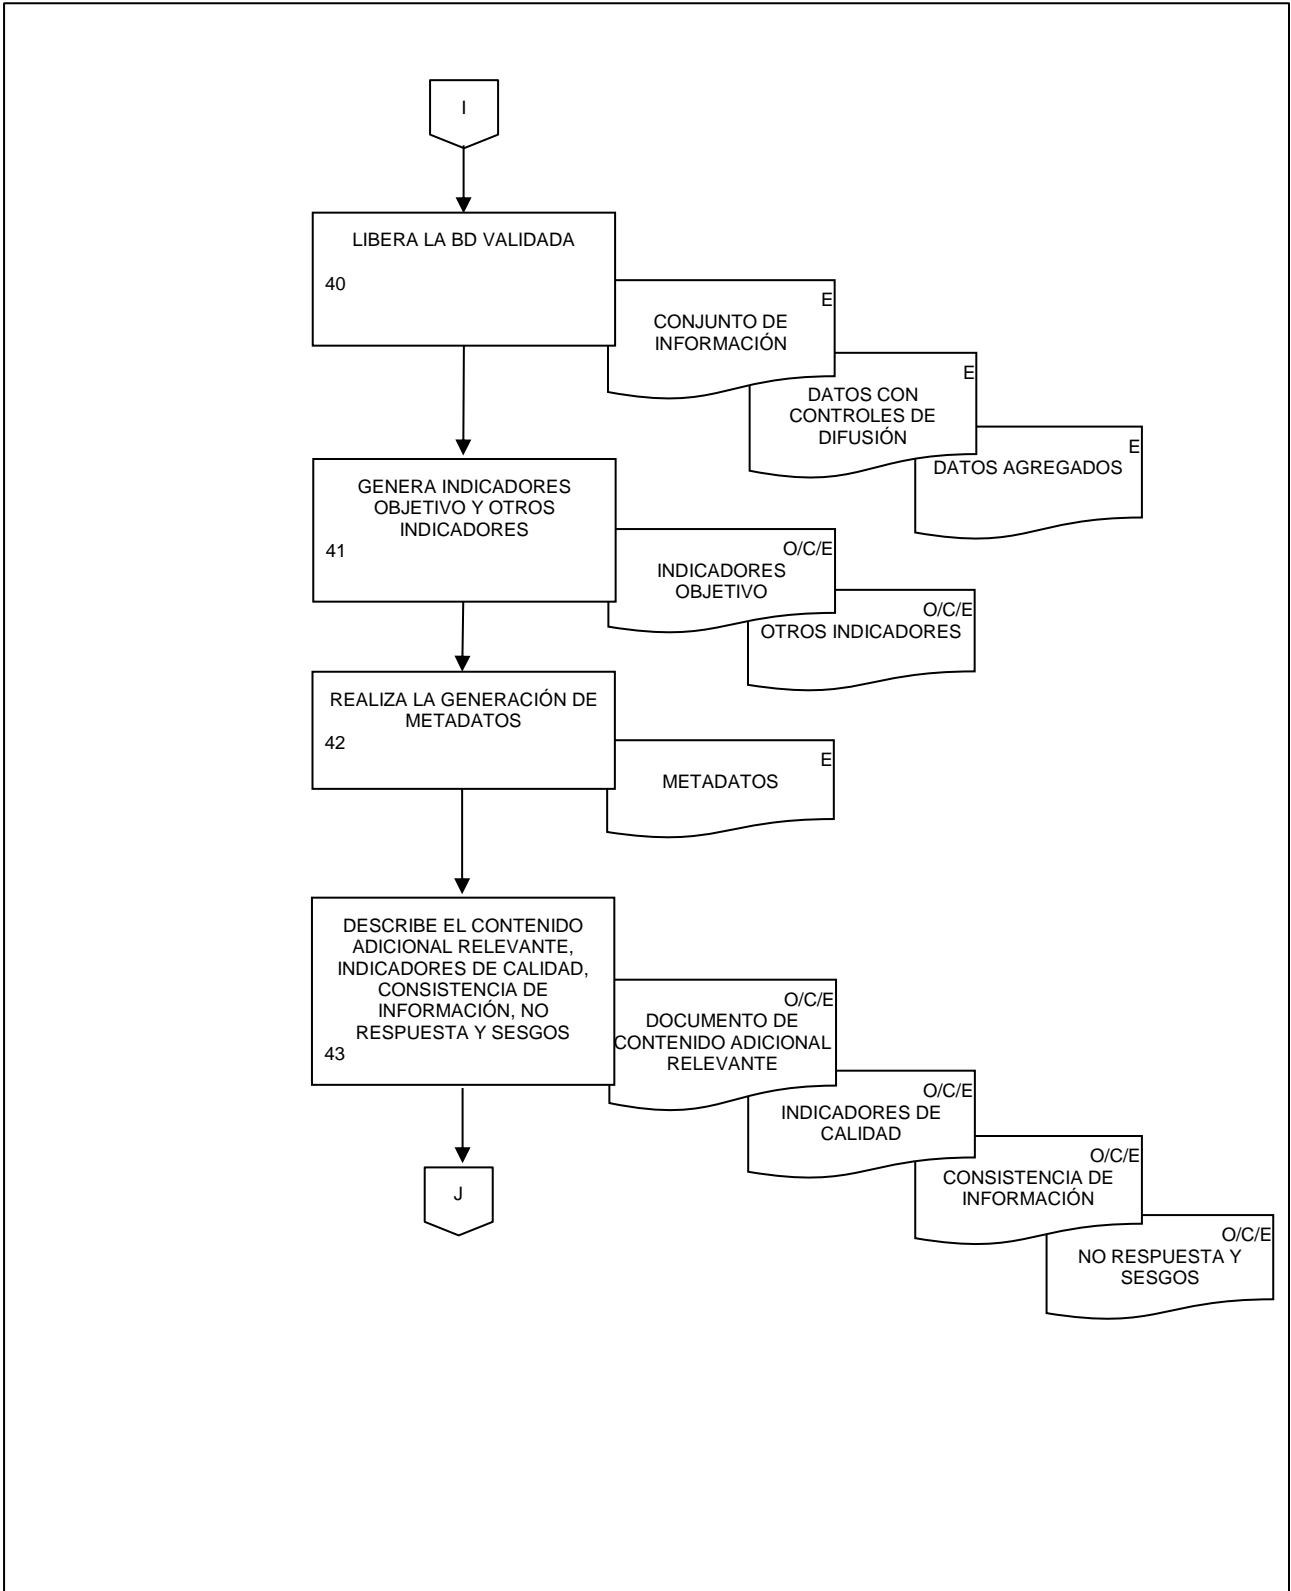 I
LIBERA LA BD VALIDADA
40
E
CONJUNTO DE
INFORMACIÓN
E
DATOS CON
CONTROLES DE
DIFUSIÓN
E
DATOS AGREGADOS
GENERA INDICADORES
OBJETIVO Y OTROS
INDICADORES
41
O/C/E
INDICADORES
OBJETIVO
O/C/E
OTROS INDICADORES
REALIZA LA GENERACIÓN DE
METADATOS
42
E
METADATOS
DESCRIBE EL CONTENIDO
ADICIONAL RELEVANTE,
INDICADORES DE CALIDAD,
CONSISTENCIA DE
INFORMACIÓN, NO
RESPUESTA Y SESGOS
43
O/C/E
DOCUMENTO DE
CONTENIDO ADICIONAL
RELEVANTE
O/C/E
INDICADORES DE
CALIDAD
O/C/E
CONSISTENCIA DE
INFORMACIÓN
O/C/E
NO RESPUESTA Y
SESGOS
J